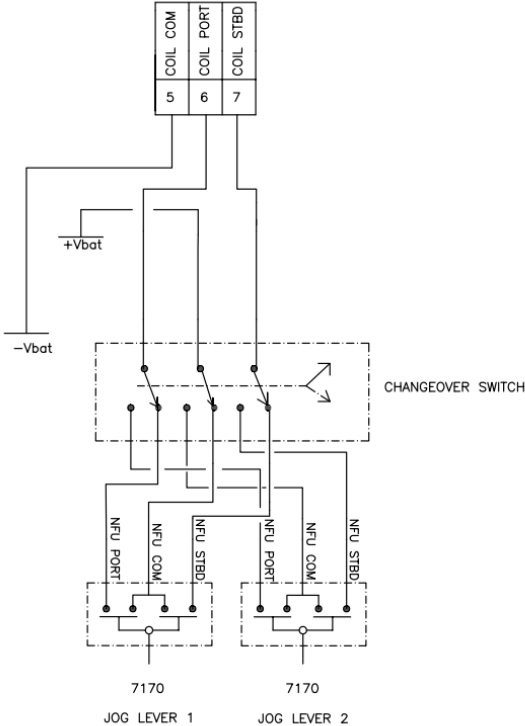 COIL COM
COIL PORT
COIL STBD
5
6
7
+Vbat
−Vbat
CHANGEOVER SWITCH
NFU PORT
NFU COM
NFU STBD
NFU PORT
NFU COM
NFU STBD
7170
7170
JOG LEVER 1
JOG LEVER 2